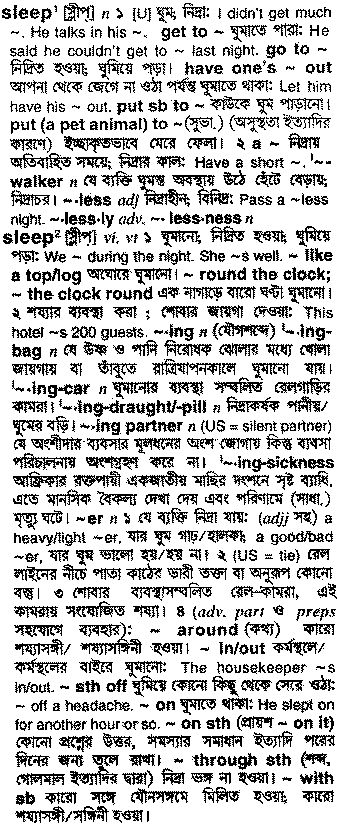 sleep¹ [স্লীপ্] n ১ [U] ঘুম; নিদ্রা: I didn't get much
~. He talks in his ~. get to ~ ঘুমাতে পারা: He
said he couldn't get to ~ last night. go to ~
নিদ্রিত হওয়া; ঘুমিয়ে পড়া। have one's ~ out
আপনা থেকে জেগে না ওঠা পর্যন্ত ঘুমাতে থাকা: Let him
have his ~ out. put sb to ~ কাউকে ঘুম পাড়ানো।
put (a pet animal) to ~ (সুভা.) (অসুস্থতা ইত্যাদির
কারণে) ইচ্ছাকৃতভাবে মেরে ফেলা। ২ a ~ নিদ্রায়
অতিবাহিত সময়; নিদ্রার কাল: Have a short ~. '~-
walker n যে ব্যক্তি ঘুমন্ত অবস্থায় উঠে হেঁটে বেড়ায়;
নিদ্রাচর। ~·less adj নিদ্রাহীন; বিনিদ্র: Pass a ~less
night. ~·less·ly adv. ~·less·ness n
sleep² [স্লীপ্] vi, vt ১ ঘুমানো; নিদ্রিত হওয়া; ঘুমিয়ে
পড়া: We ~ during the night. She ~s well. ~ like
a top/log অঘোরে ঘুমানো। ~ round the clock;
~ the clock round এক নাগাড়ে বারো ঘণ্টা ঘুমানো।
২ শয্যার ব্যবস্থা করা ; শোবার জায়গা দেওয়া: This
hotel ~s 200 guests. ~·ing n (যৌগশব্দে) '~·ing-
bag n যে উষ্ণ ও পানি নিরোধক ঝোলার মধ্যে খোলা
জায়গায় বা তাঁবুতে রাত্রিযাপনকালে ঘুমানো যায়।
'~·ing-car n ঘুমানোর ব্যবস্থা সম্বলিত রেলগাড়ির
কামরা। '~·ing-draught/-pill n নিদ্রাকর্ষক পানীয়/
ঘুমের বড়ি। ~·ing partner n (US = silent partner)
যে অংশীদার ব্যবসার মূলধনের অংশ জোগায় কিন্তু ব্যবসা
পরিচালনায় অংশগ্রহণ করে না। '~·ing-sickness
আফ্রিকার রক্তপায়ী একজাতীয় মাছির দংশনে সৃষ্ট ব্যাধি,
এতে মানসিক বৈকল্য দেখা দেয় এবং পরিণামে (সাধা.)
মৃত্যু ঘটে। ~er n ১ যে ব্যক্তি নিদ্রা যায়: (adjj সহ) a
heavy/light ~er, যার ঘুম গাঢ়/হালকা; a good/bad
~er, যার ঘুম ভালো হয়/হয় না। ২ (US = tie) রেল
লাইনের নীচে পাতা কাঠের ভারী তক্তা বা অনুরূপ কোনো
বস্তু। ৩ শোবার ব্যবস্থাসম্বলিত রেল-কামরা, এই
কামরায় সংযোজিত শয্যা। ৪ (adv. part ও preps
সহযোগে ব্যবহার): ~ around (কথ্য) কারো
শয্যাসঙ্গী/ শয্যাসঙ্গিনী হওয়া। ~ in/out কর্মস্থলে/
কর্মস্থলের বাইরে ঘুমানো: The housekeeper ~s
in/out. ~ sth off ঘুমিয়ে কোনো কিছু থেকে সেরে ওঠা:
~ off a headache. ~ on ঘুমাতে থাকা: He slept on
for another hour or so. ~ on sth (প্রায়শ ~ on it)
কোনো প্রশ্নের উত্তর, সমস্যার সমাধান ইত্যাদি পরের
দিনের জন্য তুলে রাখা। ~ through sth (শব্দ,
গোলমাল ইত্যাদির দ্বারা) নিদ্রা ভঙ্গ না হওয়া। ~ with
sb কারো সঙ্গে যৌনসঙ্গমে মিলিত হওয়া; কারো
শয্যাসঙ্গী/ সঙ্গিনী হওয়া।